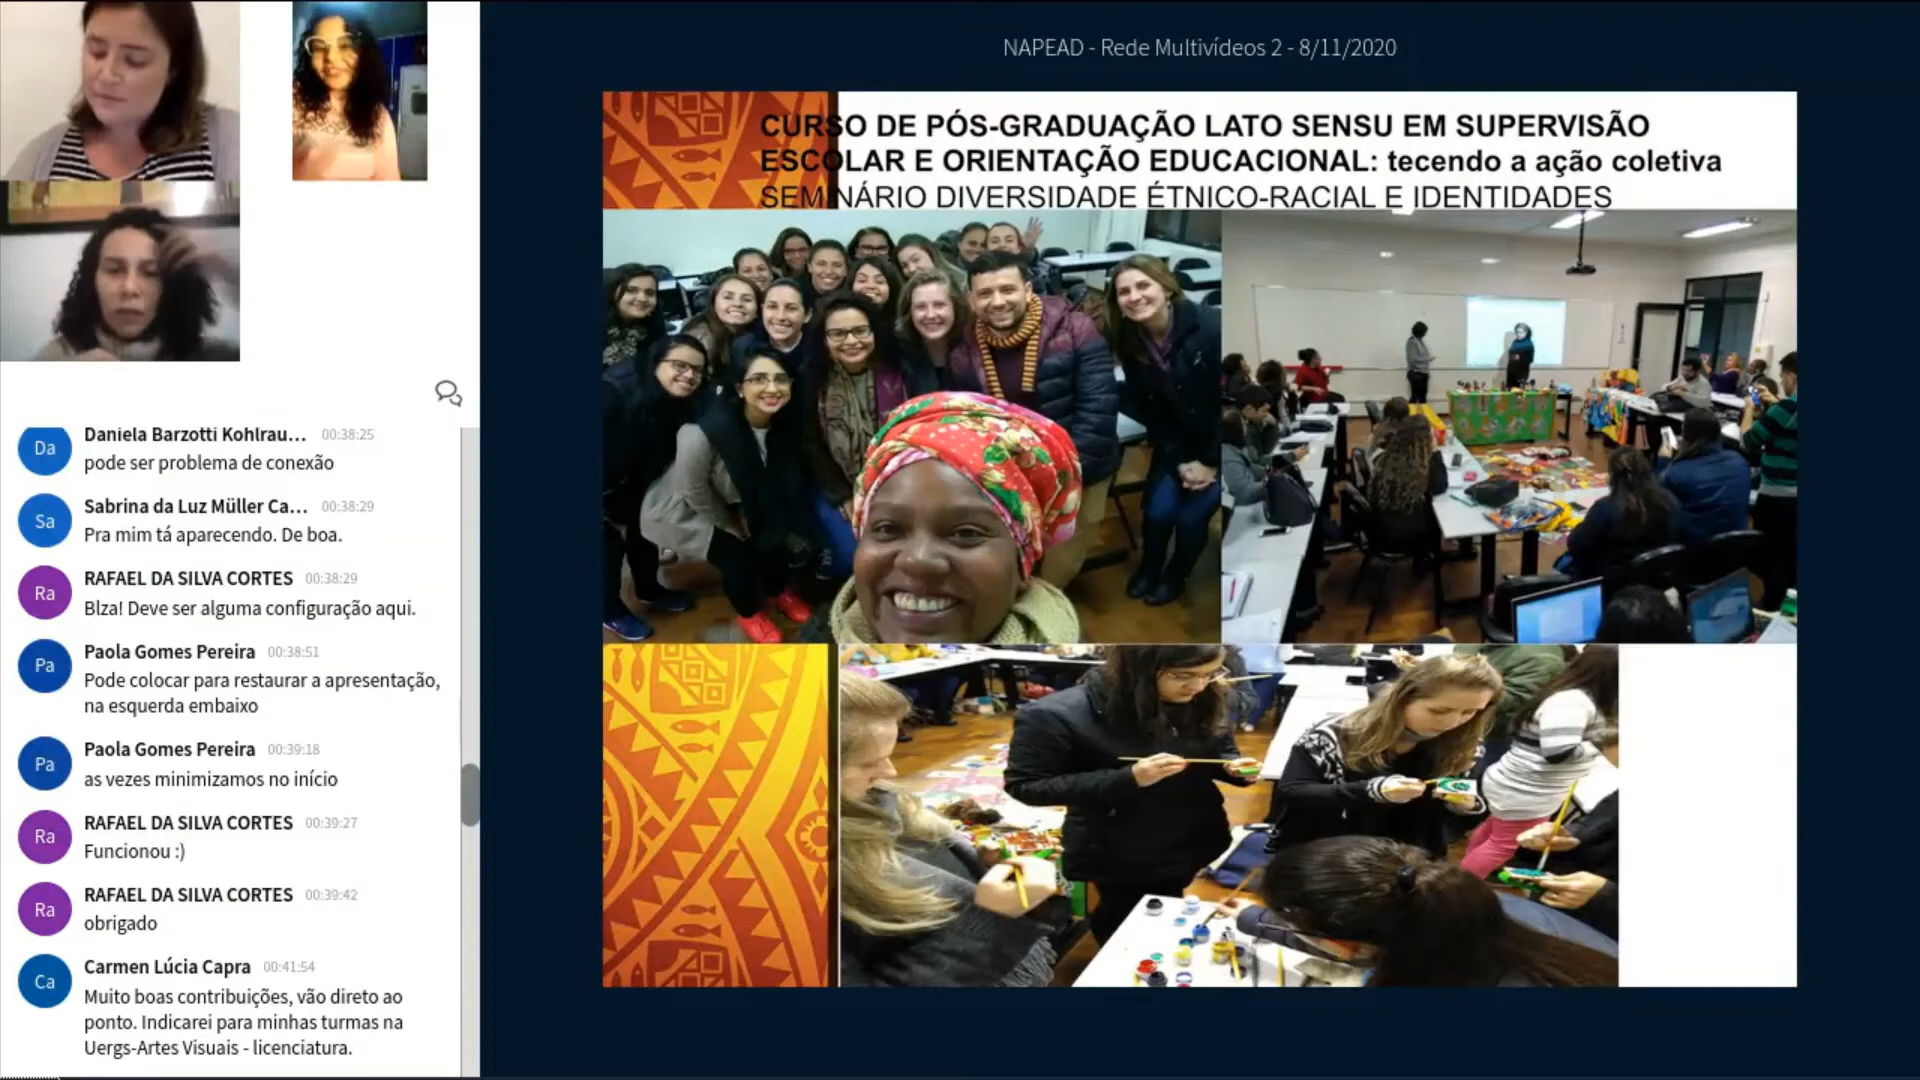 NAPEAD - Rede Multivídeos 2 - 8/11/2020
CURSO DE PÓS-GRADUAÇÃO LATO SENSU EM SUPERVISÃO
ESCOLAR E ORIENTAÇÃO EDUCACIONAL: tecendo a ação coletiva
SEMINÁRIO DIVERSIDADE ÉTNICO-RACIAL E IDENTIDADES
Da
Daniela Barzotti Kohlrau... 00:38:25
pode ser problema de conexão
Sa
Sabrina da Luz Müller Ca... 00:38:29
Pra mim tá aparecendo. De boa.
Ra
RAFAEL DA SILVA CORTES 00:38:29
Blza! Deve ser alguma configuração aqui.
Pa
Paola Gomes Pereira 00:38:51
Pode colocar para restaurar a apresentação,
na esquerda embaixo
Pa
Paola Gomes Pereira 00:39:18
as vezes minimizamos no início
Ra
RAFAEL DA SILVA CORTES 00:39:27
Funcionou :)
Ra
RAFAEL DA SILVA CORTES 00:39:42
obrigado
Ca
Carmen Lúcia Capra 00:41:54
Muito boas contribuições, vão direto ao
ponto. Indicarei para minhas turmas na
Uergs-Artes Visuais - licenciatura.